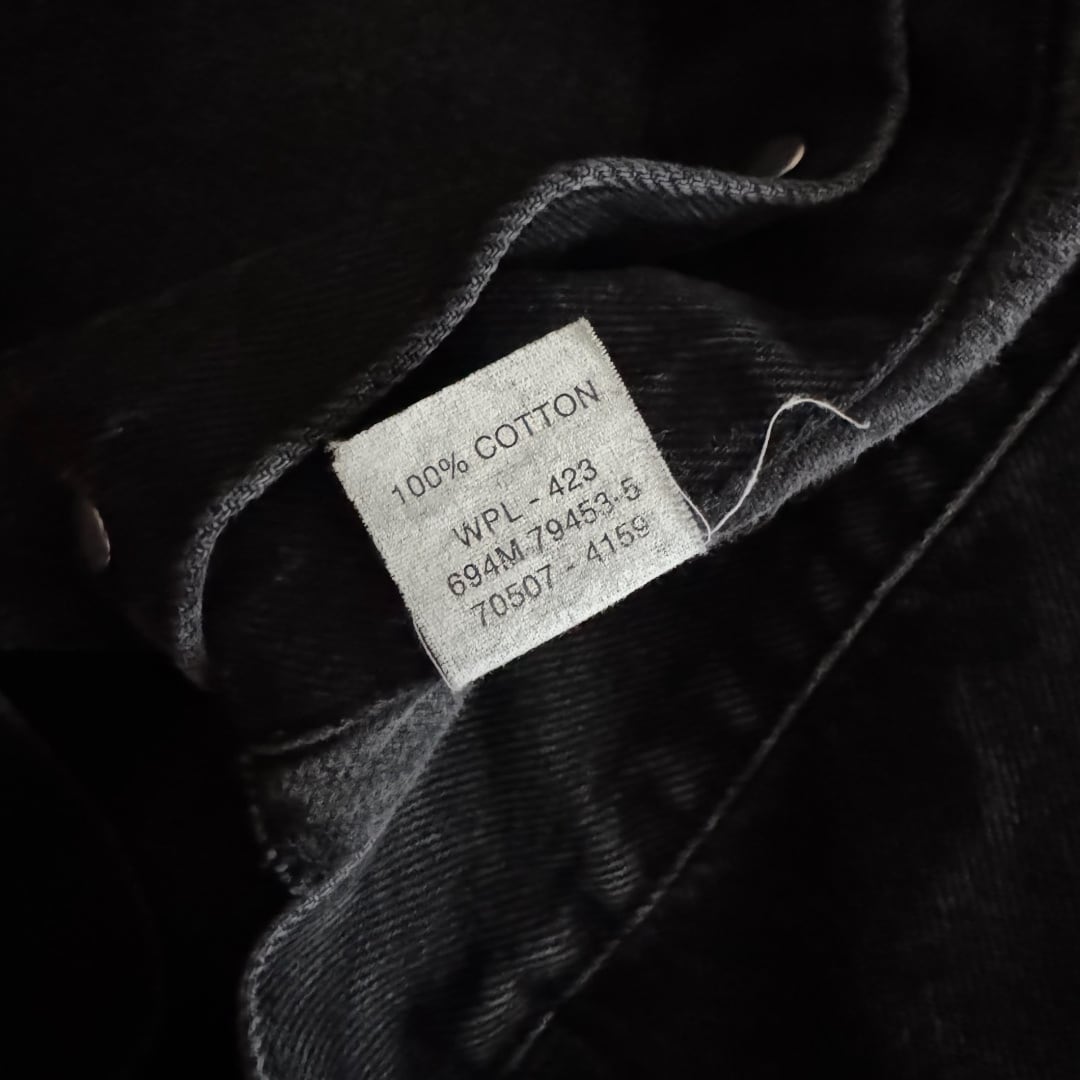 100% COTTON
WPL - 423
694M 79453-5
70507 - 4159